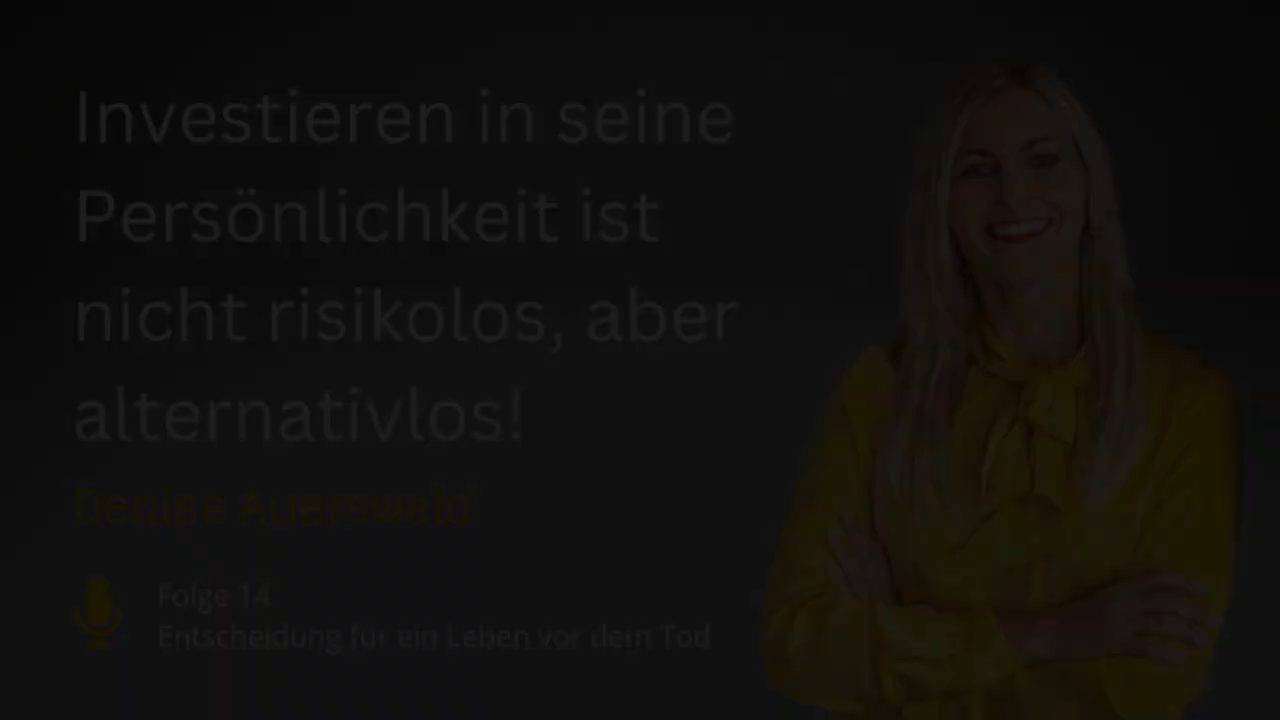 Investieren in seine
Persönlichkeit ist
nicht risikolos, aber
alternativlos!
Denise Auerswald
Folge 14
Entscheidung für ein Leben vor dem Tod